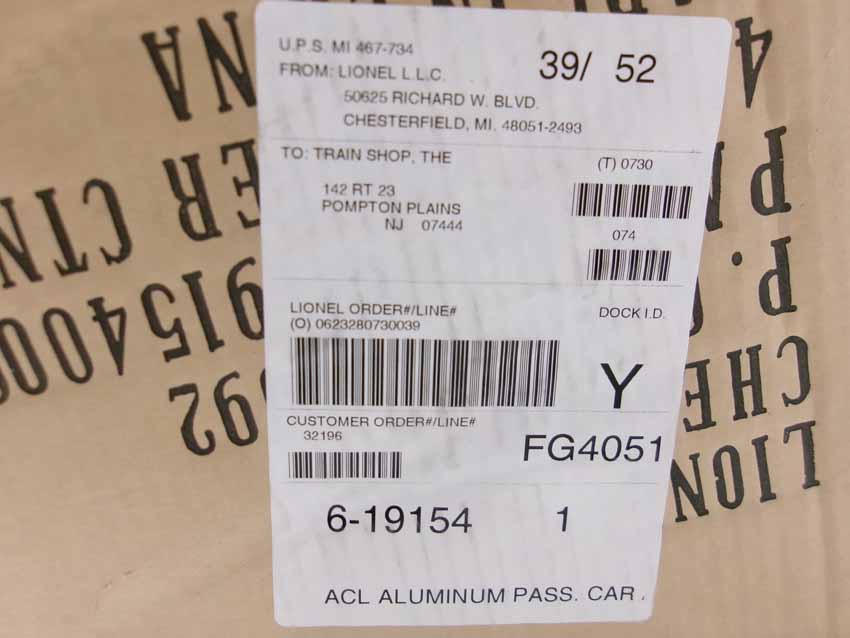 U.P.S. MI 467-734
FROM: LIONEL L.L.C.
39/ 52
50625 RICHARD W. BLVD.
CHESTERFIELD, MI. 48051-2493
TO: TRAIN SHOP, THE
(T) 0730
142 RT 23
POMPTON PLAINS
NJ 07444
074
LIONEL ORDER#/LINE#
DOCK I.D.
(O) 0623280730039
Y
CUSTOMER ORDER#/LINE#
32196
FG4051
6-19154 1
ACL ALUMINUM PASS. CAR
LION
CHE
P.